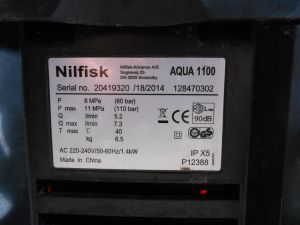 Nilfisk
Nilfisk-Advance A/S
Sognevej 25
DK-2605 Broendby
AQUA 1100
Serial no. 20419320 /18/2014 128470302
P 8 MPa (80 bar)
P max 11 MPa (110 bar)
Q l/min 5.2
Q max l/min 7.3
T max °C 40
kg 6.5
90dB
AC 220-240V/50-60Hz/1.4kW
Made in China
IP X5
P12388